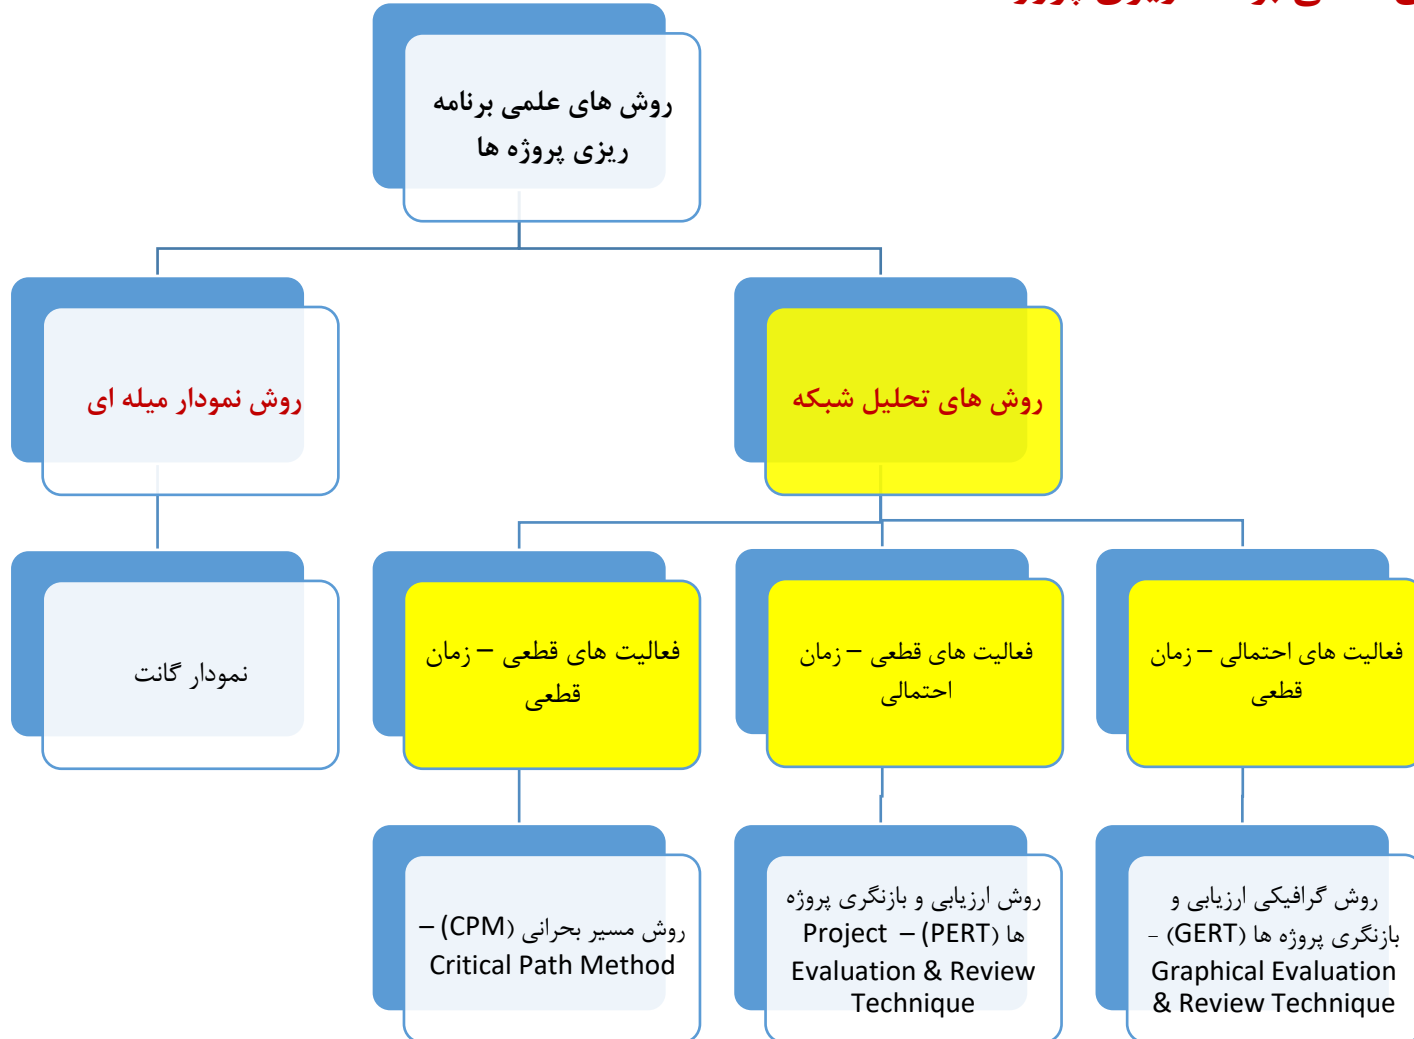 روش های علمی برنامه
ریزی پروژه ها
روش های تحلیل شبکه
روش نمودار میله ای
فعالیت های احتمالی – زمان
قطعی
فعالیت های قطعی – زمان
احتمالی
فعالیت های قطعی – زمان
قطعی
نمودار گانت
روش گرافیکی ارزیابی و
بازنگری پروژه ها (GERT) -
Graphical Evaluation
& Review Technique
روش ارزیابی و بازنگری پروژه
ها (PERT) – Project
Evaluation & Review
Technique
روش مسیر بحرانی (CPM) –
Critical Path Method